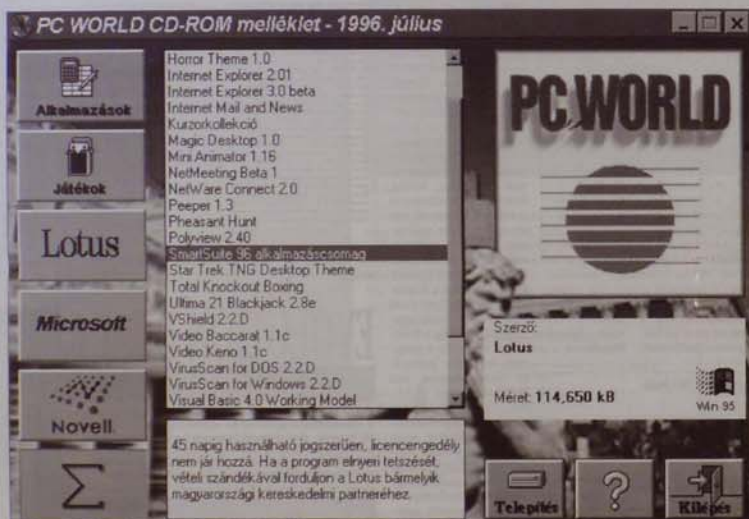 PC WORLD CD-ROM melléklet - 1996. július
Alkalmazások
Játékok
Lotus
Microsoft
Novell.
Σ
Horror Theme 1.0
Internet Explorer 2.01
Internet Explorer 3.0 beta
Internet Mail and News
Kurzorkollekció
Magic Desktop 1.0
Mini Animator 1.16
NetMeeting Beta 1
NetWare Connect 2.0
Peeper 1.3
Pheasant Hunt
Polyview 2.40
SmartSuite 96 alkalmazáscsomag
Star Trek TNG Desktop Theme
Total Knockout Boxing
Ultima 21 Blackjack 2.8e
VShield 2.2.D
Video Baccarat 1.1c
Video Keno 1.1c
VirusScan for DOS 2.2.D
VirusScan for Windows 2.2.D
Visual Basic 4.0 Working Model
45 napig használható jogszerűen, licencengedély
nem jár hozzá. Ha a program elnyeri tetszését,
vételi szándékával forduljon a Lotus bármelyik
magyarországi kereskedelmi partneréhez.
PC WORLD
Szerző:
Lotus
Méret: 114,650 kB
Win 95
Telepítés
?
Kilépés